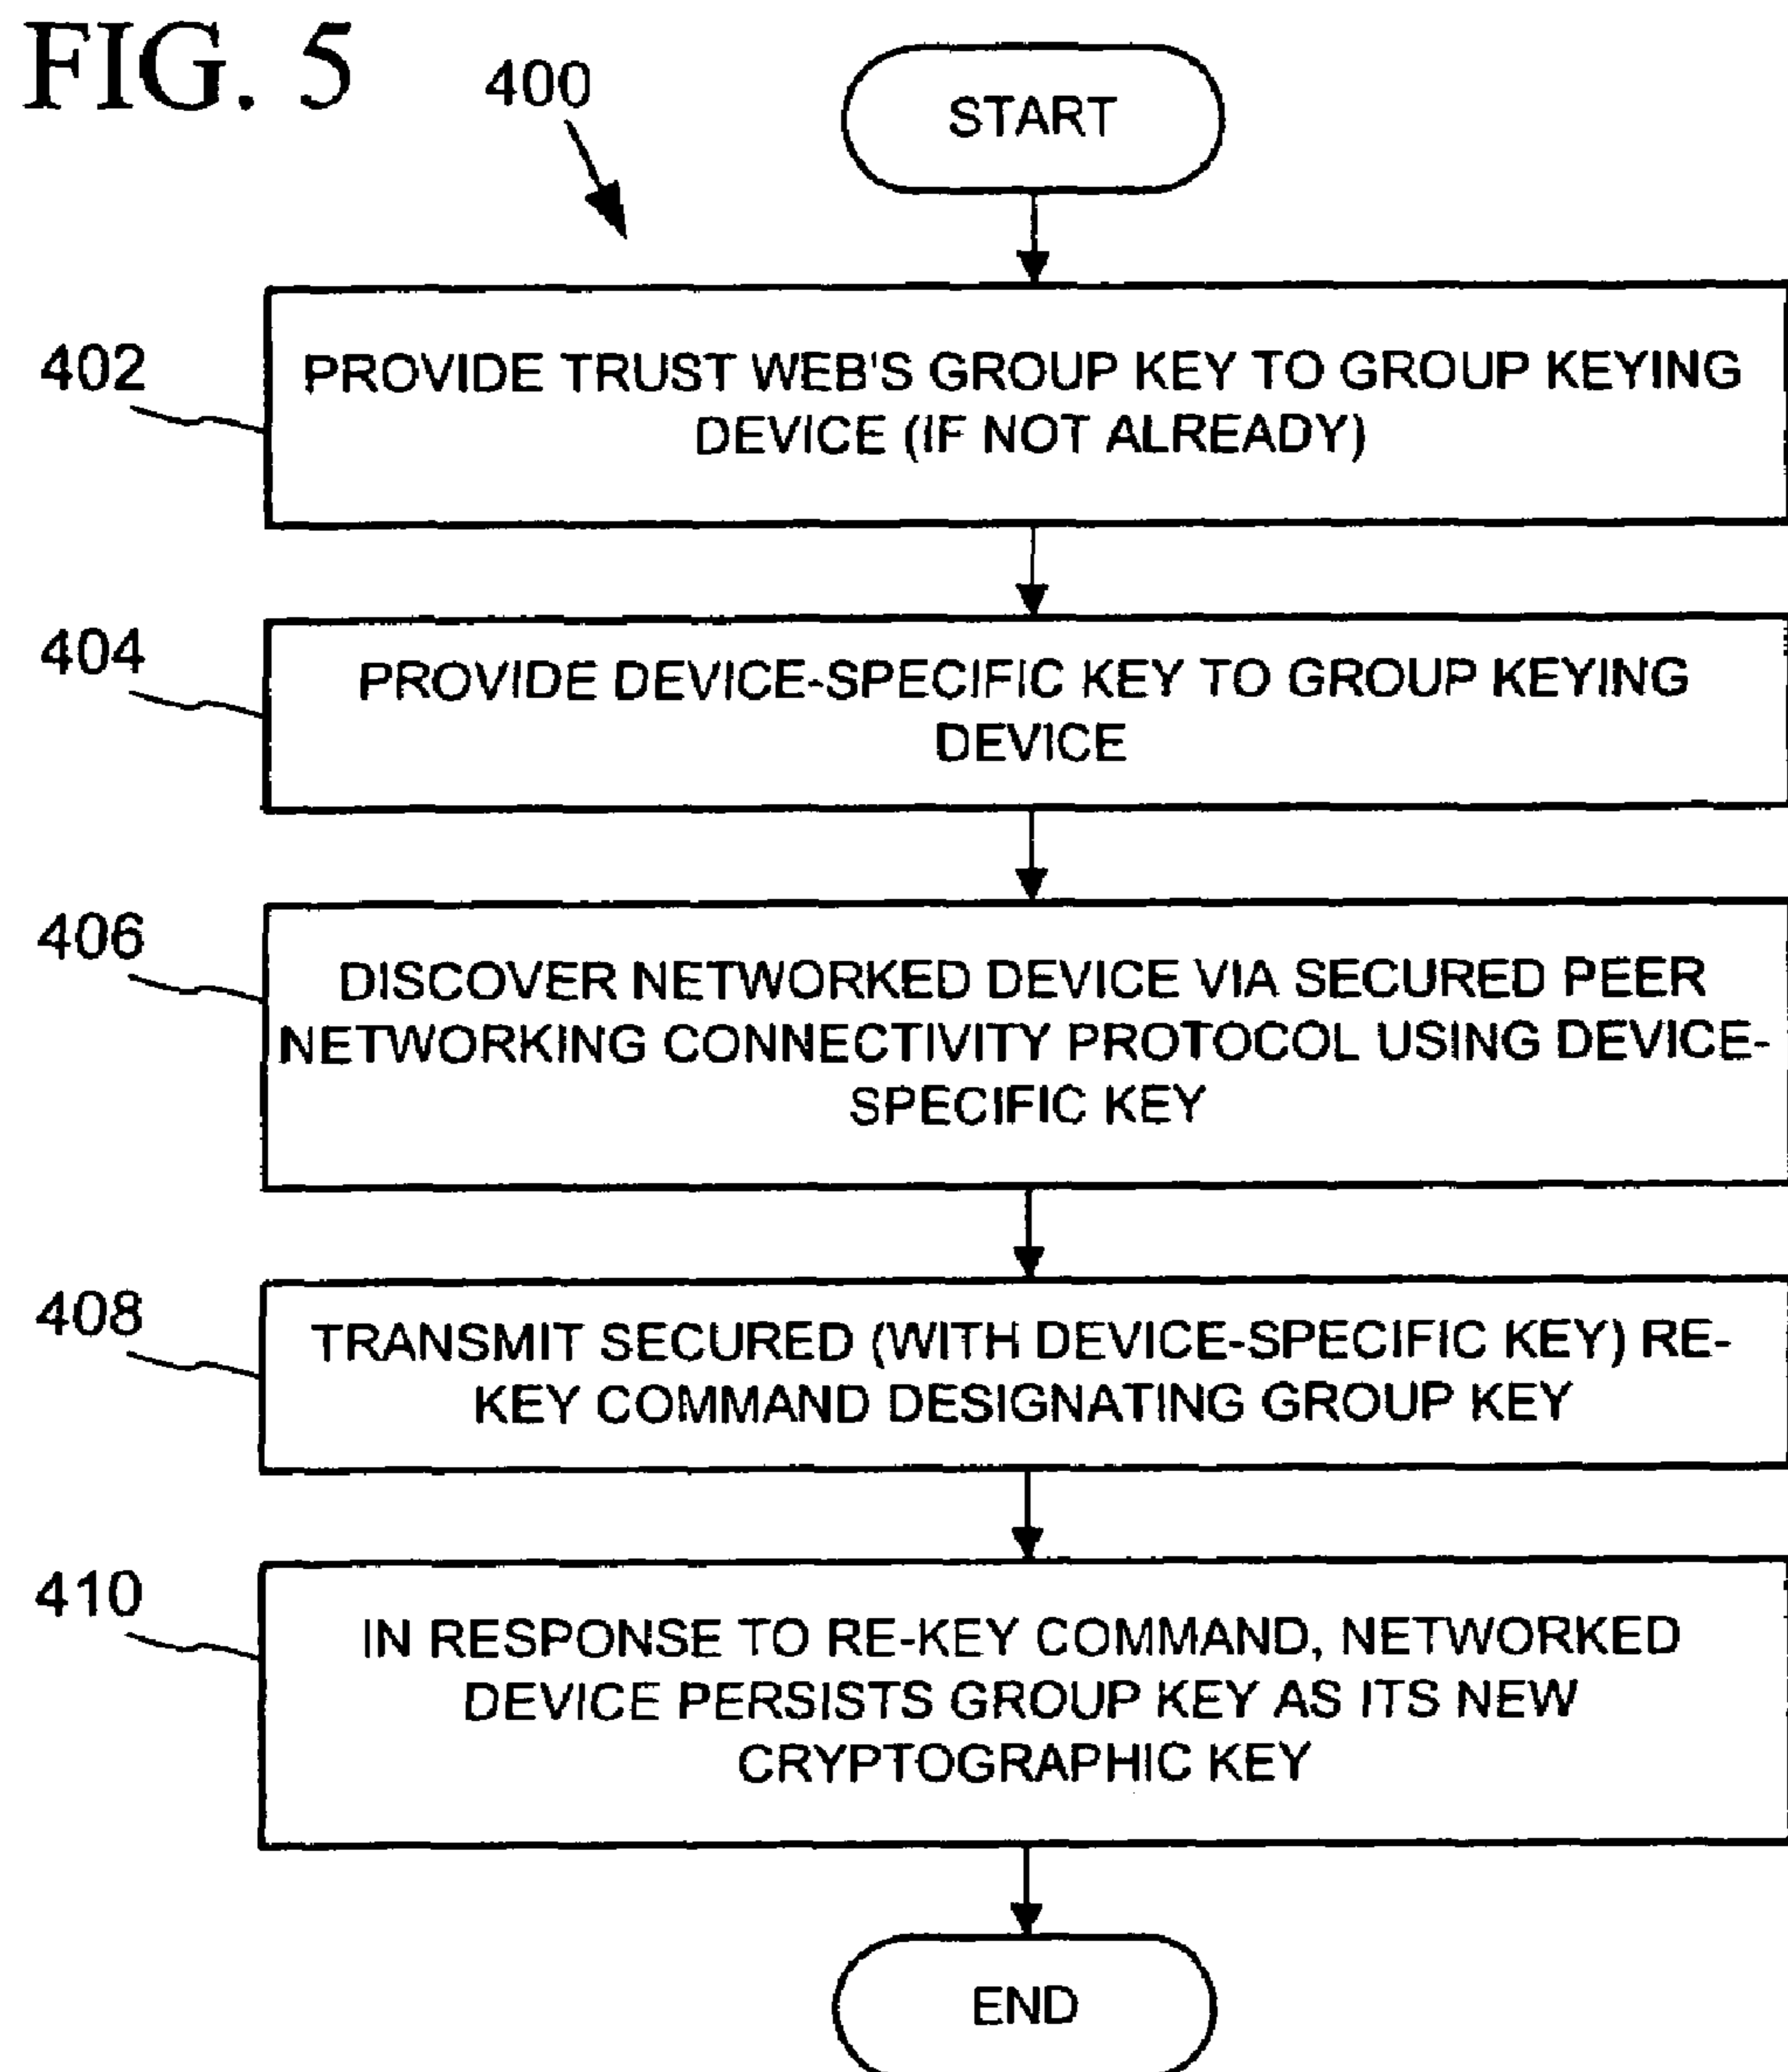 FIG. 5
400
START
402
PROVIDE TRUST WEB'S GROUP KEY TO GROUP KEYING
DEVICE (IF NOT ALREADY)
404
PROVIDE DEVICE-SPECIFIC KEY TO GROUP KEYING
DEVICE
406
DISCOVER NETWORKED DEVICE VIA SECURED PEER
NETWORKING CONNECTIVITY PROTOCOL USING DEVICE-
SPECIFIC KEY
408
TRANSMIT SECURED (WITH DEVICE-SPECIFIC KEY) RE-
KEY COMMAND DESIGNATING GROUP KEY
410
IN RESPONSE TO RE-KEY COMMAND, NETWORKED
DEVICE PERSISTS GROUP KEY AS ITS NEW
CRYPTOGRAPHIC KEY
END